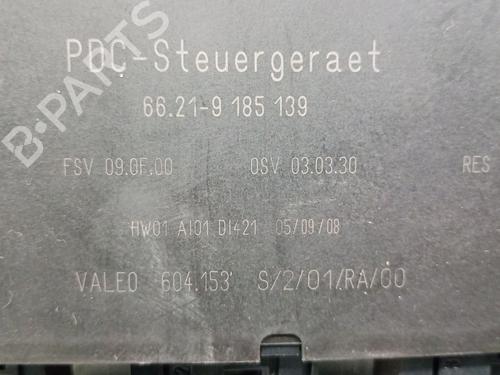 PDC-Steuergeraet
66.21-9 185 139
FSV 09.0F.00 OSV 03.03.30 RES
HW01 AI01 DI421 05/09/08
VALEO 604.153 S/2/01/RA/00
B-PARTS